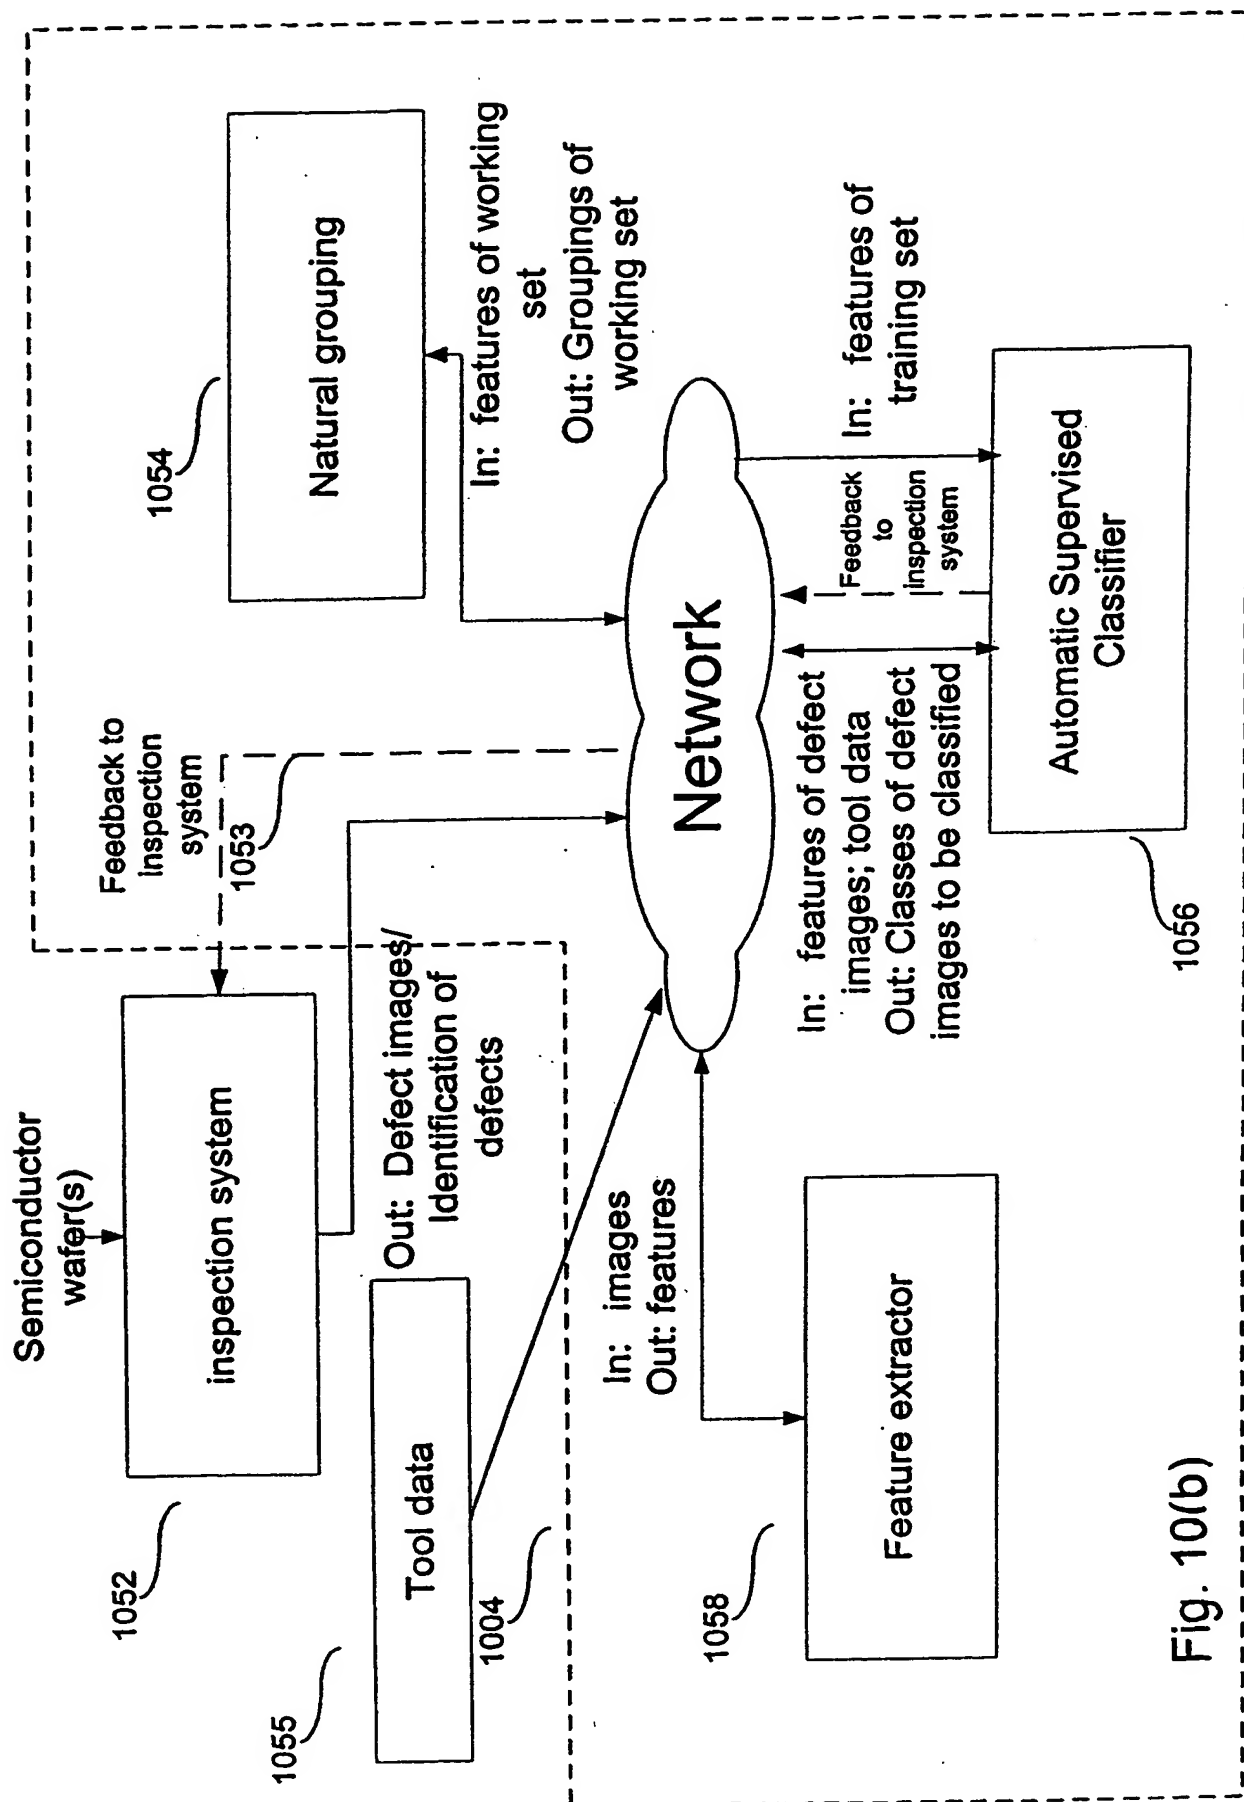 Semiconductor
wafer(s)
inspection system
1052
Feedback to
inspection
system
1053
1054
Natural grouping
In: features of working
set
Out: Groupings of
working set
1055
Tool data
1004
Out: Defect images/
Identification of
defects
Network
In: images
Out: features
1058
Feature extractor
In: features of defect
images; tool data
Out: Classes of defect
images to be classified
Feedback
to
inspection
system
In: features of
training set
Automatic Supervised
Classifier
1056
Fig. 10(b)